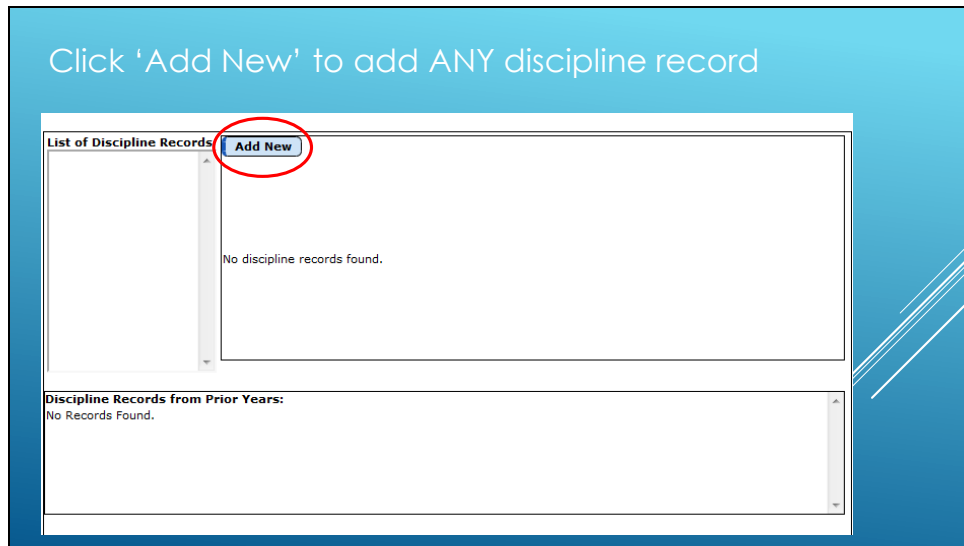 Click ‘Add New’ to add ANY discipline record
List of Discipline Records
Add New
No discipline records found.
Discipline Records from Prior Years:
No Records Found.